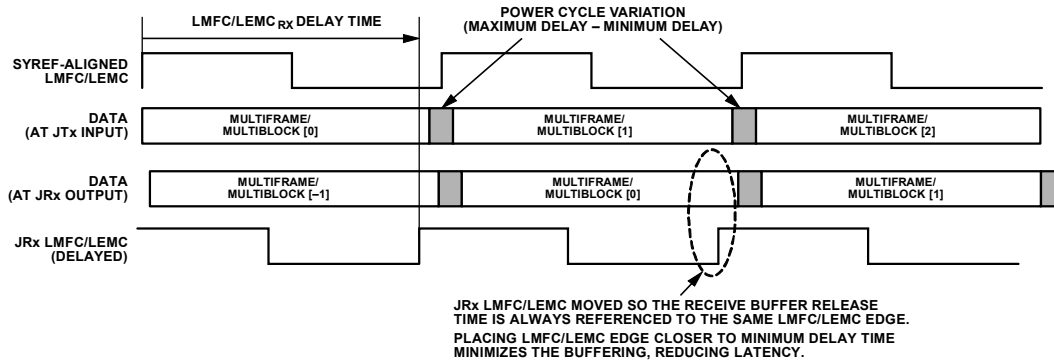 LMFC/LEMCRX DELAY TIME
POWER CYCLE VARIATION
(MAXIMUM DELAY – MINIMUM DELAY)
SYREF-ALIGNED
LMFC/LEMC
DATA
(AT JTx INPUT)
MULTIFRAME/
MULTIBLOCK [0]
MULTIFRAME/
MULTIBLOCK [1]
MULTIFRAME/
MULTIBLOCK [2]
DATA
(AT JRx OUTPUT)
MULTIFRAME/
MULTIBLOCK [–1]
MULTIFRAME/
MULTIBLOCK [0]
MULTIFRAME/
MULTIBLOCK [1]
JRx LMFC/LEMC
(DELAYED)
JRx LMFC/LEMC MOVED SO THE RECEIVE BUFFER RELEASE
TIME IS ALWAYS REFERENCED TO THE SAME LMFC/LEMC EDGE.
PLACING LMFC/LEMC EDGE CLOSER TO MINIMUM DELAY TIME
MINIMIZES THE BUFFERING, REDUCING LATENCY.